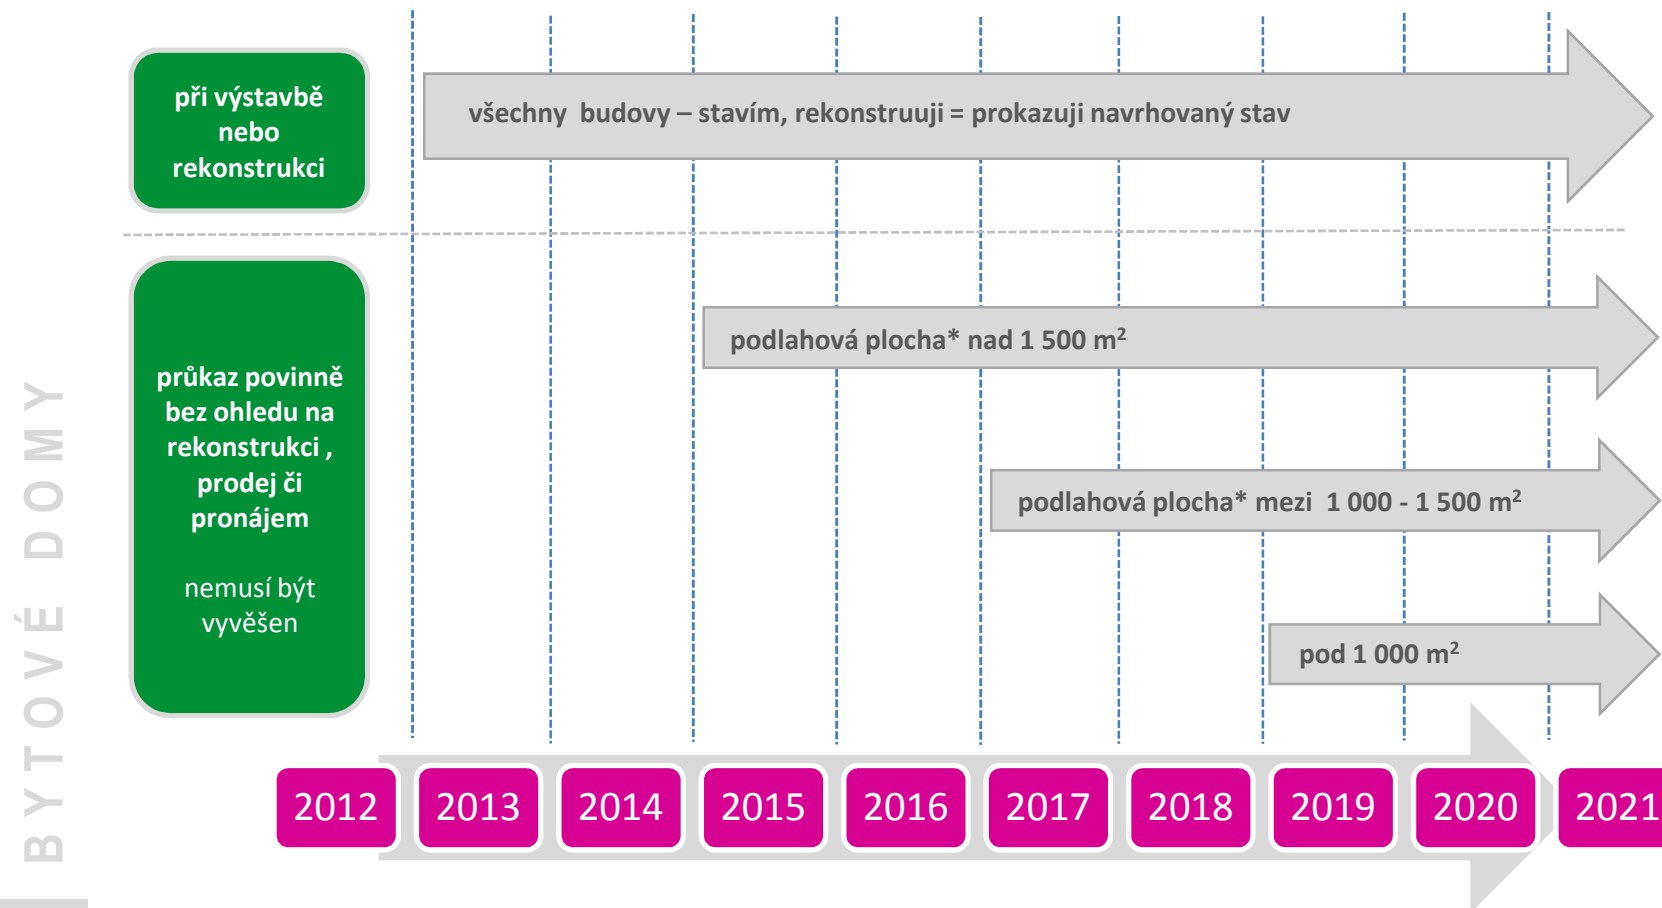 při výstavbě
nebo
rekonstrukci
všechny budovy – stavím, rekonstruuji = prokazuji navrhovaný stav
BYTOVÉ DOMY
průkaz povinně
bez ohledu na
rekonstrukci ,
prodej či
pronájem
nemusí být
vyvěšen
podlahová plocha* nad 1 500 m²
podlahová plocha* mezi 1 000 - 1 500 m²
pod 1 000 m²
2012 2013 2014 2015 2016 2017 2018 2019 2020 2021